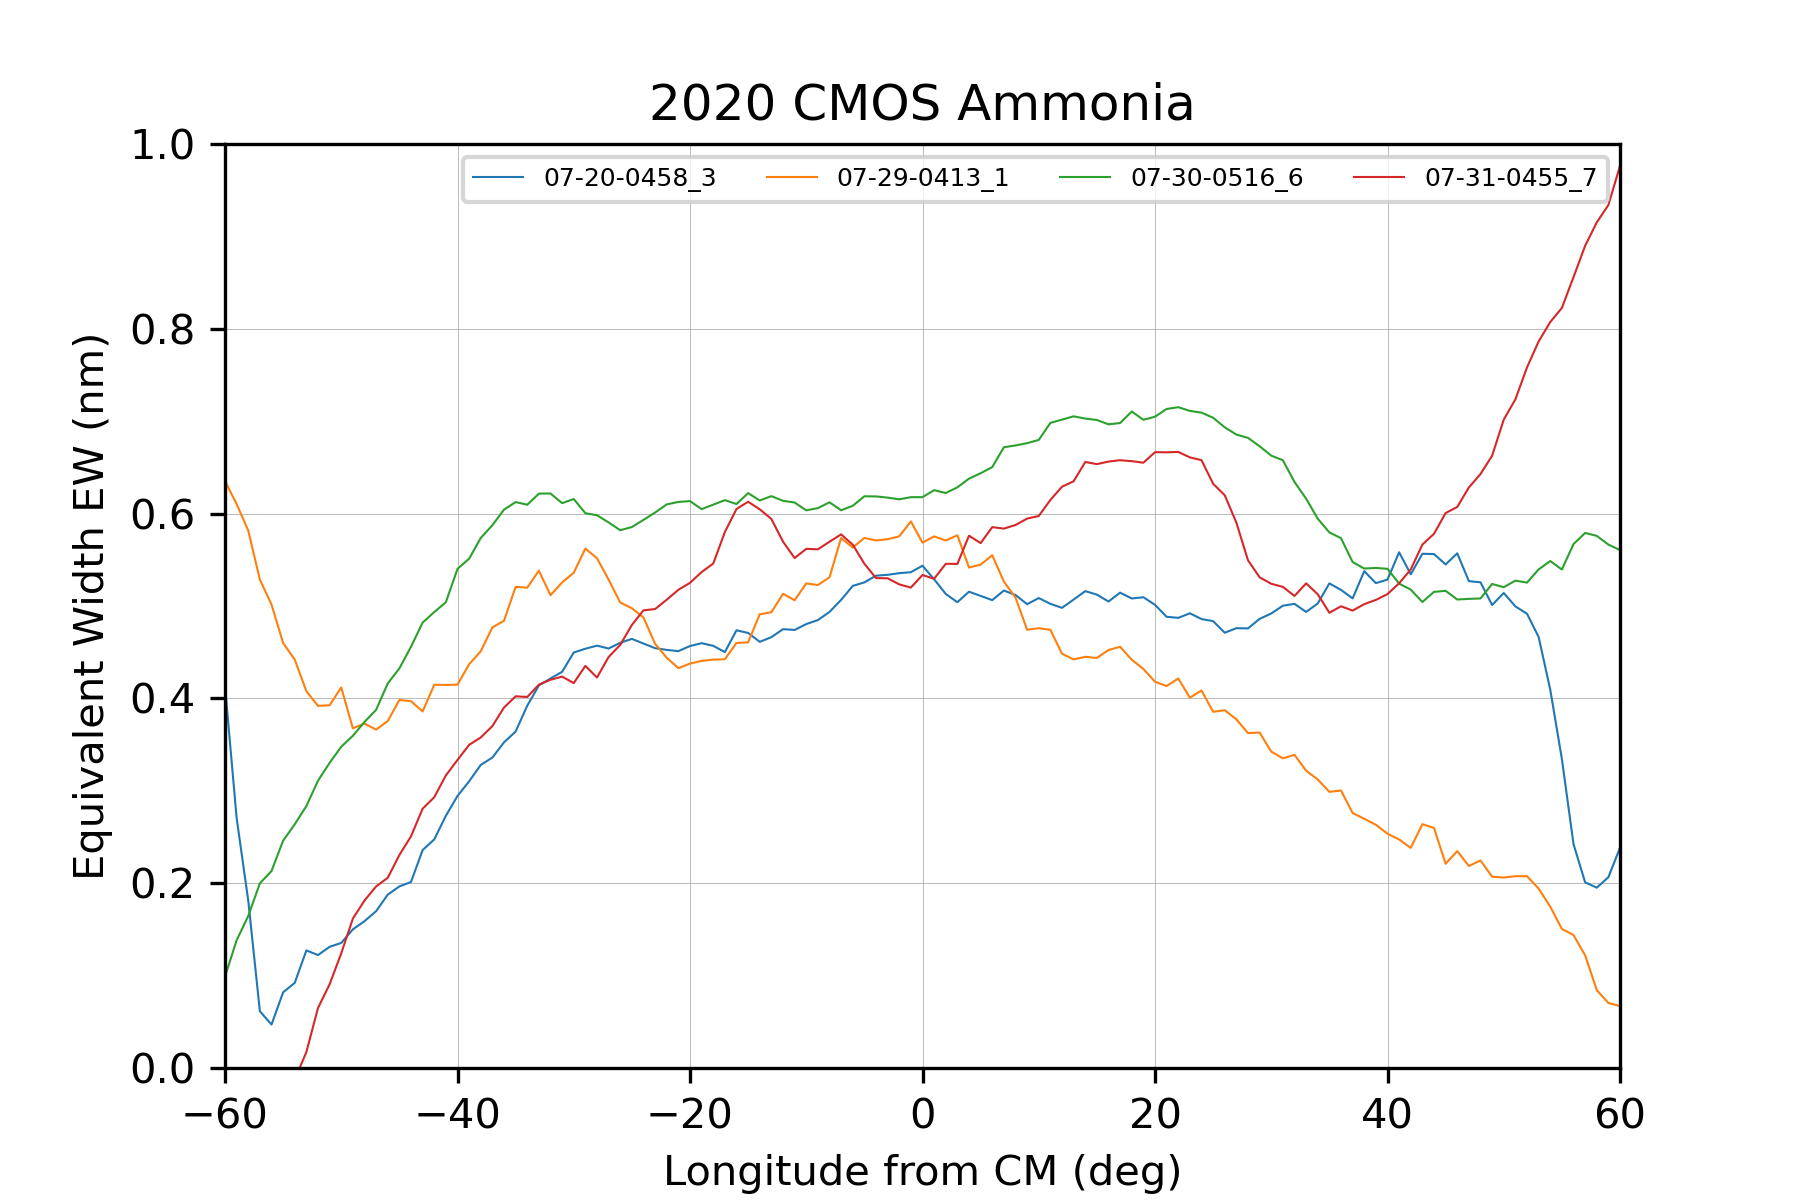 2020 CMOS Ammonia
1.0
07-20-0458_3 07-29-0413_1 07-30-0516_6 07-31-0455_7
0.8
0.6
0.4
0.2
0.0
Equivalent Width EW (nm)
−60 −40 −20 0 20 40 60
Longitude from CM (deg)